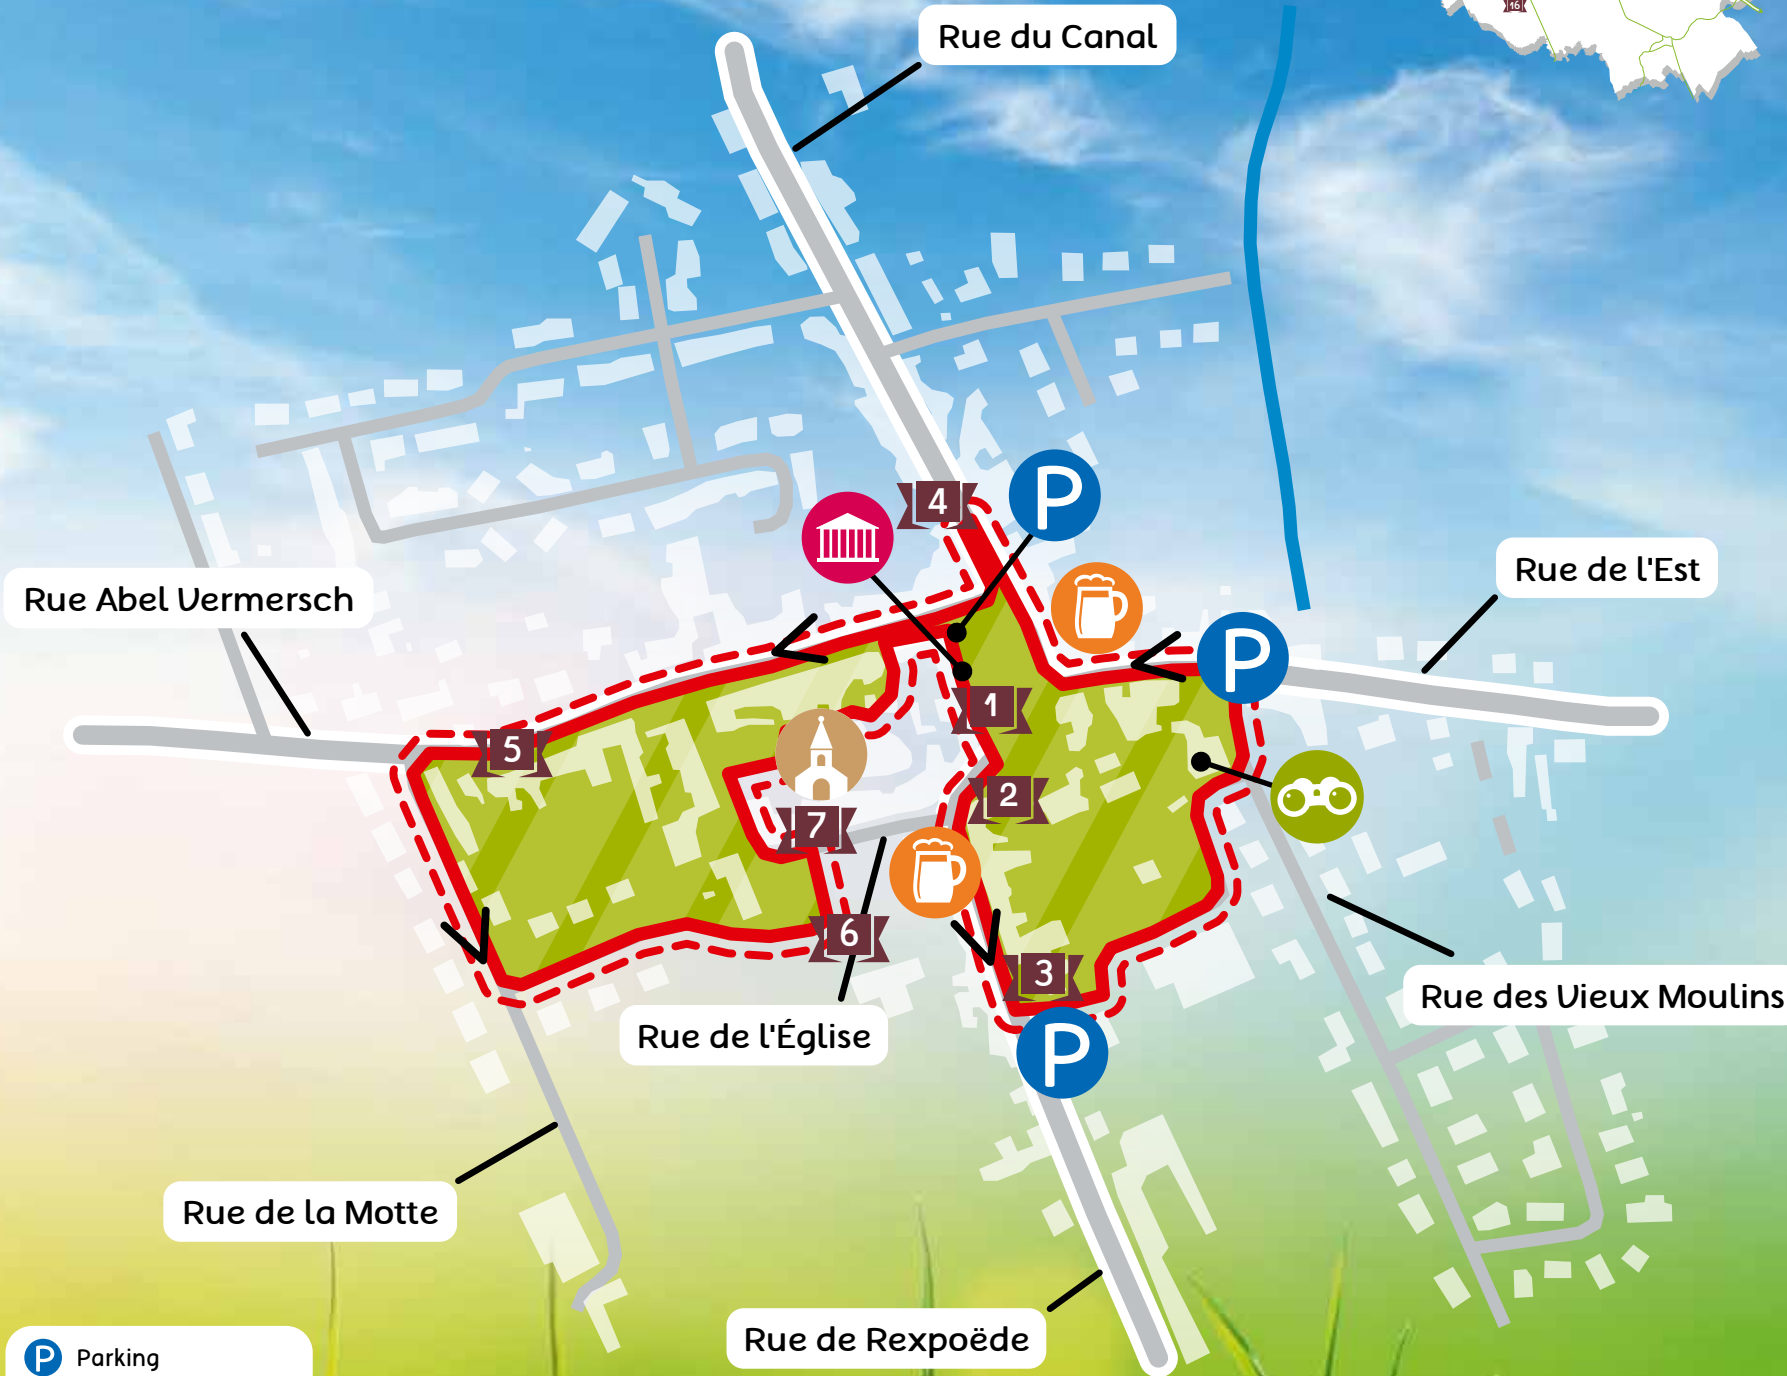 16
Rue du Canal
4
P
Rue de l'Est
Rue Abel Vermersch
P
1
5
2
7
6
3
Rue des Vieux Moulins
Rue de l'Église
P
Rue de la Motte
Rue de Rexpoëde
P Parking